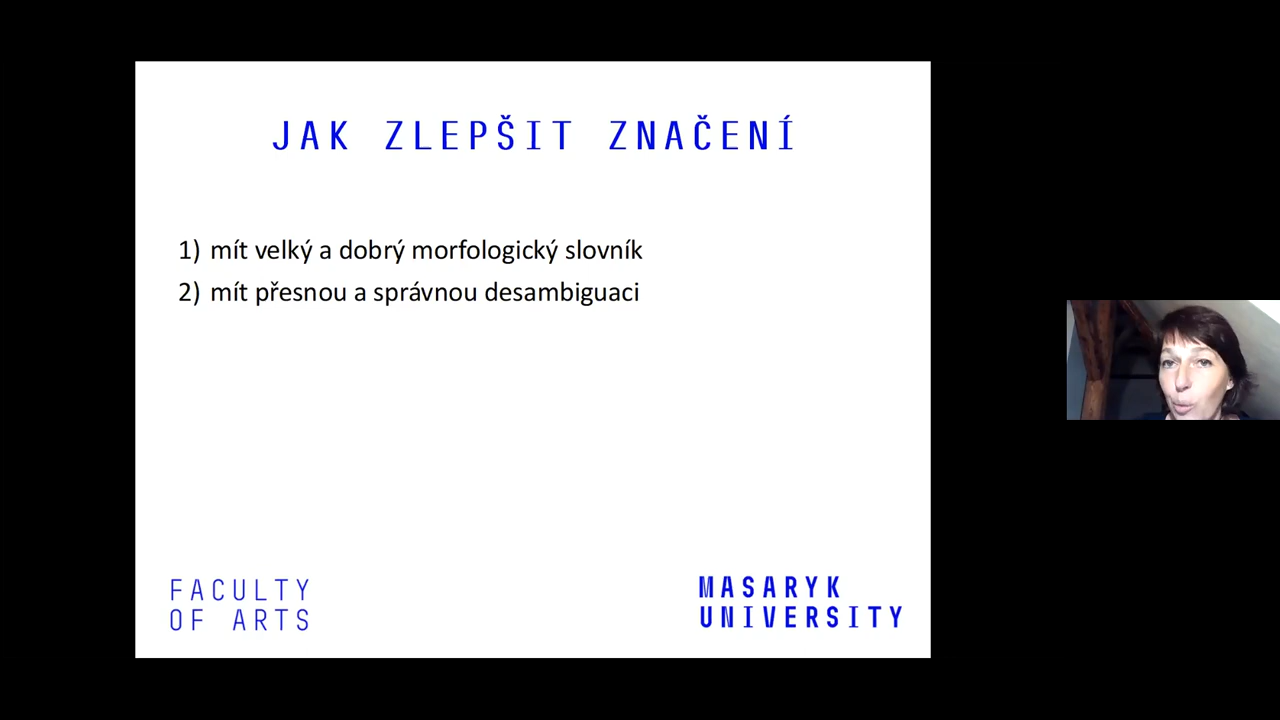 JAK ZLEPŠIT ZNAČENÍ
1) mít velký a dobrý morfologický slovník
2) mít přesnou a správnou desambiguaci
FACULTY
OF ARTS
MASARYK
UNIVERSITY